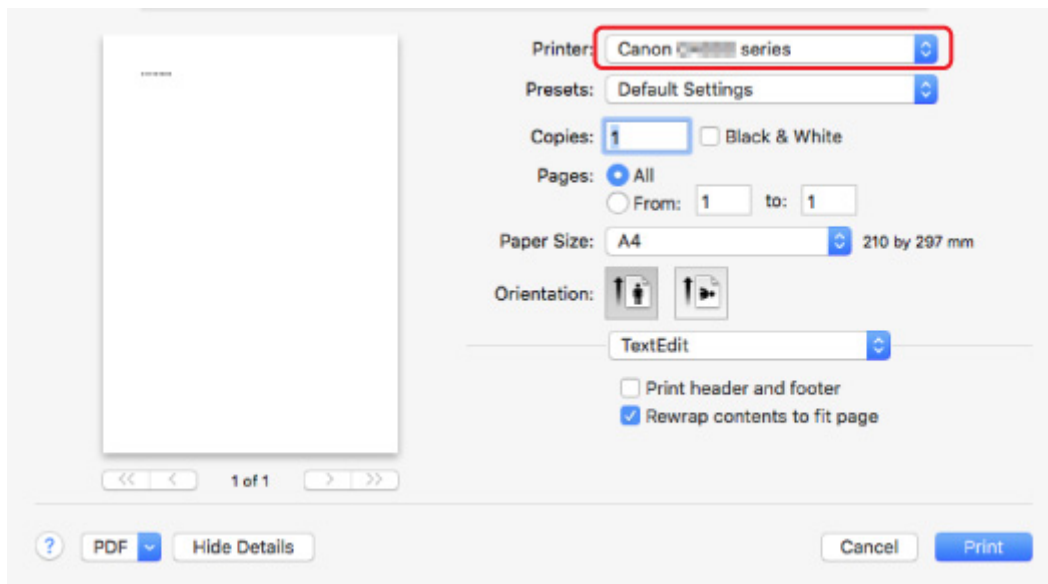 Printer: Canon series
Presets: Default Settings
Copies: 1 Black & White
Pages: All
From: 1 to: 1
Paper Size: A4 210 by 297 mm
Orientation:
TextEdit
Print header and footer
Rewrap contents to fit page
<< < 1 of 1 > >>
? PDF Hide Details Cancel Print